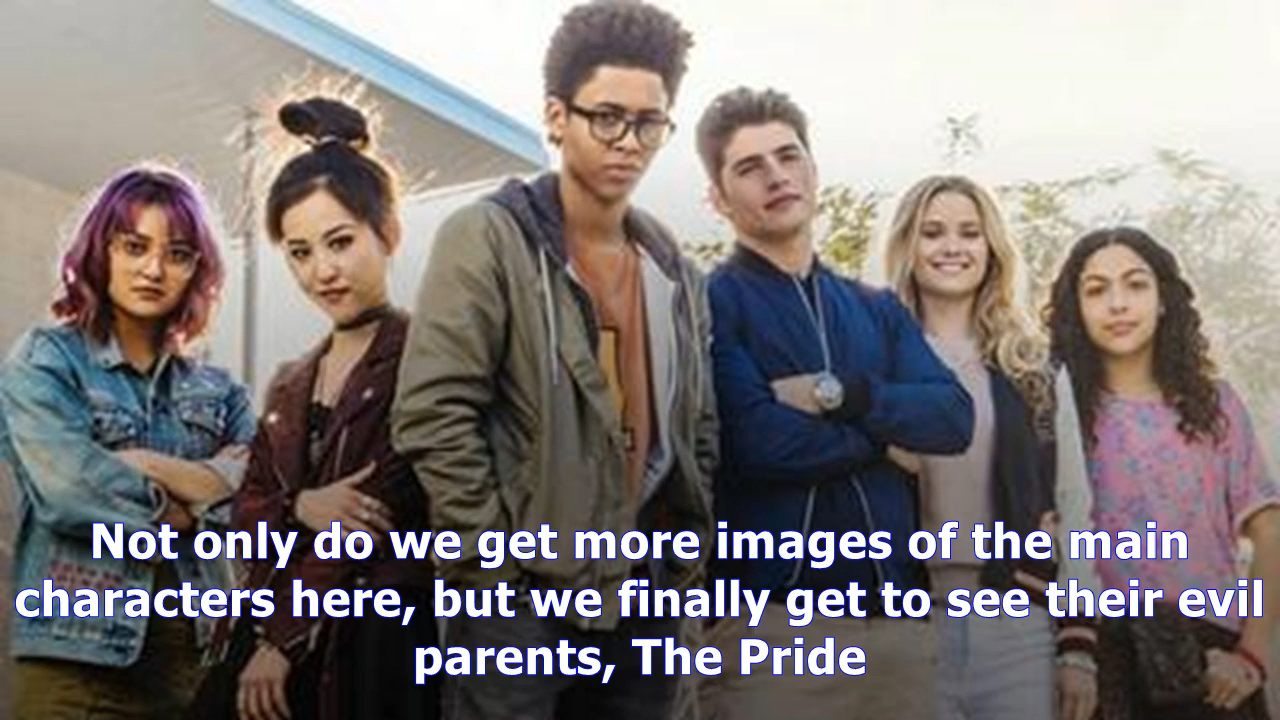 Not only do we get more images of the main
characters here, but we finally get to see their evil
parents, The Pride